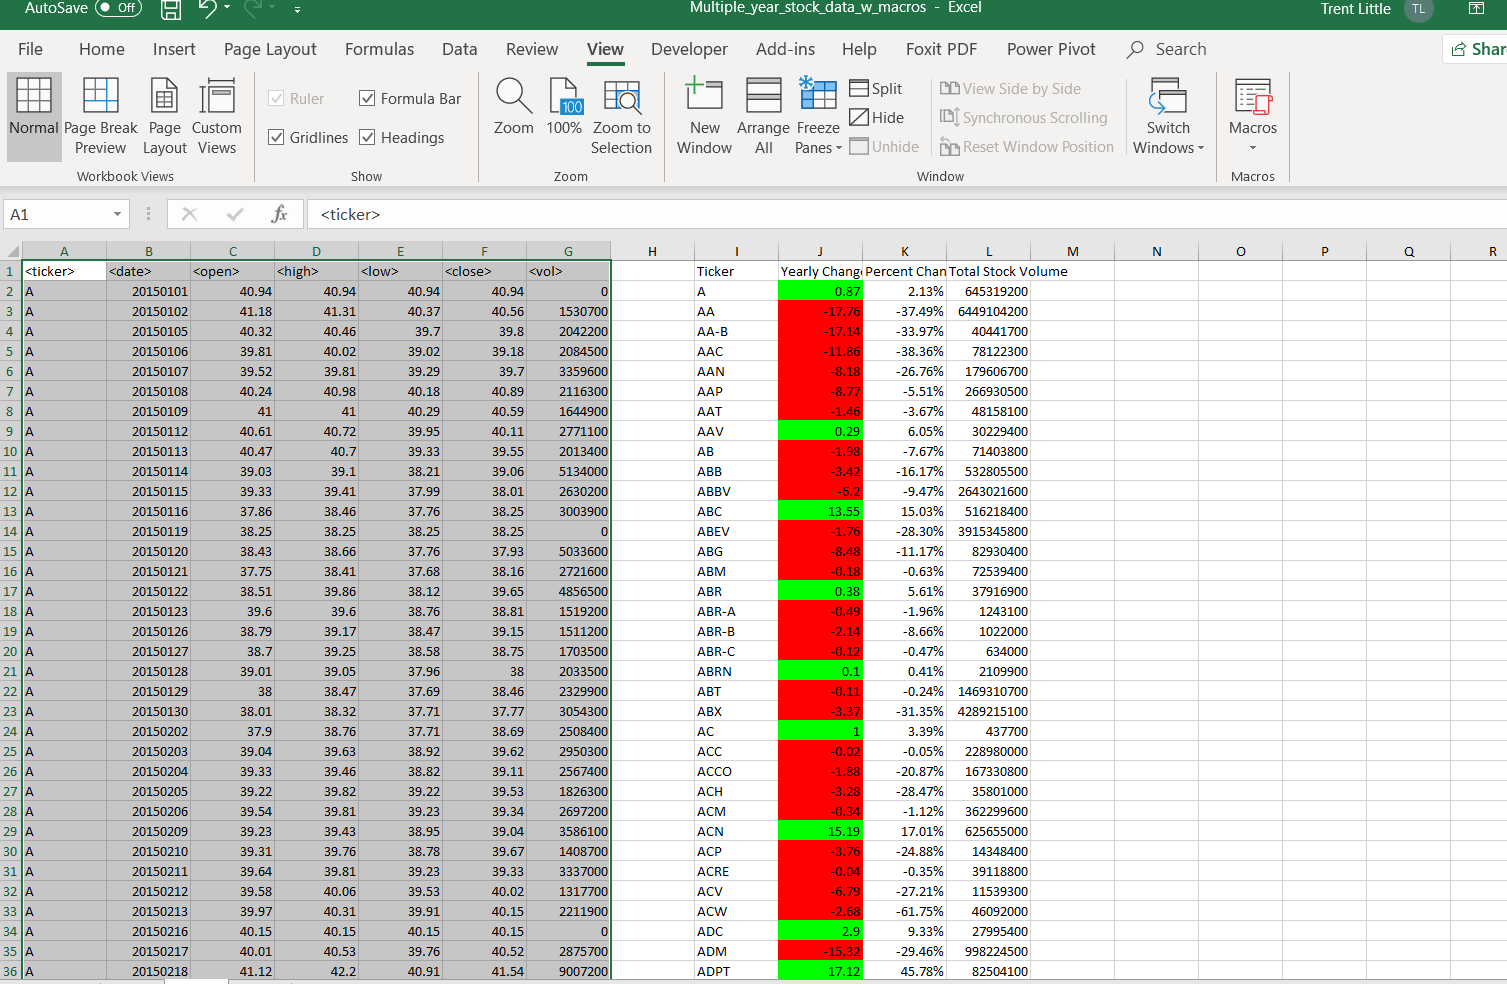 AutoSave Off Multiple_year_stock_data_w_macros - Excel Trent Little TL
File Home Insert Page Layout Formulas Data Review View Developer Add-ins Help Foxit PDF Power Pivot Search Shar
Normal Page Break Preview Page Layout Custom Views
Workbook Views
Ruler Formula Bar
Gridlines Headings
Show
Zoom 100 100% Zoom to Selection
Zoom
New Window Arrange All Freeze Panes
Split
Hide
Unhide
View Side by Side
Synchronous Scrolling
Reset Window Position
Switch Windows
Window
Macros
Macros
A1 fx <ticker>
A B C D E F G H I J K L M N O P Q R
1 <ticker> <date> <open> <high> <low> <close> <vol> Ticker Yearly Change Percent Chan Total Stock Volume
2 A 20150101 40.94 40.94 40.94 40.94 0 A 0.87 2.13% 645319200
3 A 20150102 41.18 41.31 40.37 40.56 1530700 AA -17.76 -37.49% 6449104200
4 A 20150105 40.32 40.46 39.7 39.8 2042200 AA-B -17.14 -33.97% 40441700
5 A 20150106 39.81 40.02 39.02 39.18 2084500 AAC -11.86 -38.36% 78122300
6 A 20150107 39.52 39.81 39.29 39.7 3359600 AAN -8.18 -26.76% 179606700
7 A 20150108 40.24 40.98 40.18 40.89 2116300 AAP -8.77 -5.51% 266930500
8 A 20150109 41 41 40.29 40.59 1644900 AAT -1.46 -3.67% 48158100
9 A 20150112 40.61 40.72 39.95 40.11 2771100 AAV 0.29 6.05% 30229400
10 A 20150113 40.47 40.7 39.33 39.55 2013400 AB -1.98 -7.67% 71403800
11 A 20150114 39.03 39.1 38.21 39.06 5134000 ABB -3.42 -16.17% 532805500
12 A 20150115 39.33 39.41 37.99 38.01 2630200 ABBV -6.2 -9.47% 2643021600
13 A 20150116 37.86 38.46 37.76 38.25 3003900 ABC 13.55 15.03% 516218400
14 A 20150119 38.25 38.25 38.25 38.25 0 ABEV -1.76 -28.30% 3915345800
15 A 20150120 38.43 38.66 37.76 37.93 5033600 ABG -8.48 -11.17% 82930400
16 A 20150121 37.75 38.41 37.68 38.16 2721600 ABM -0.18 -0.63% 72539400
17 A 20150122 38.51 39.86 38.12 39.65 4856500 ABR 0.38 5.61% 37916900
18 A 20150123 39.6 39.6 38.76 38.81 1519200 ABR-A -0.49 -1.96% 1243100
19 A 20150126 38.79 39.17 38.47 39.15 1511200 ABR-B -2.14 -8.66% 1022000
20 A 20150127 38.7 39.25 38.58 38.75 1703500 ABR-C -0.12 -0.47% 634000
21 A 20150128 39.01 39.05 37.96 38 2033500 ABRN 0.1 0.41% 2109900
22 A 20150129 38 38.47 37.69 38.46 2329900 ABT -0.11 -0.24% 1469310700
23 A 20150130 38.01 38.32 37.71 37.77 3054300 ABX -3.37 -31.35% 4289215100
24 A 20150202 37.9 38.76 37.71 38.69 2508400 AC 1 3.39% 437700
25 A 20150203 39.04 39.63 38.92 39.62 2950300 ACC -0.02 -0.05% 228980000
26 A 20150204 39.33 39.46 38.82 39.11 2567400 ACCO -1.88 -20.87% 167330800
27 A 20150205 39.22 39.82 39.22 39.53 1826300 ACH -3.28 -28.47% 35801000
28 A 20150206 39.54 39.81 39.23 39.34 2697200 ACM -0.34 -1.12% 362299600
29 A 20150209 39.23 39.43 38.95 39.04 3586100 ACN 15.19 17.01% 625655000
30 A 20150210 39.31 39.76 38.78 39.67 1408700 ACP -3.76 -24.88% 14348400
31 A 20150211 39.64 39.81 39.23 39.33 3337000 ACRE -0.04 -0.35% 39118800
32 A 20150212 39.58 40.06 39.53 40.02 1317700 ACV -6.79 -27.21% 11539300
33 A 20150213 39.97 40.31 39.91 40.15 2211900 ACW -2.68 -61.75% 46092000
34 A 20150216 40.15 40.15 40.15 40.15 0 ADC 2.9 9.33% 27995400
35 A 20150217 40.01 40.53 39.76 40.52 2875700 ADM -15.32 -29.46% 998224500
36 A 20150218 41.12 42.2 40.91 41.54 9007200 ADPT 17.12 45.78% 82504100